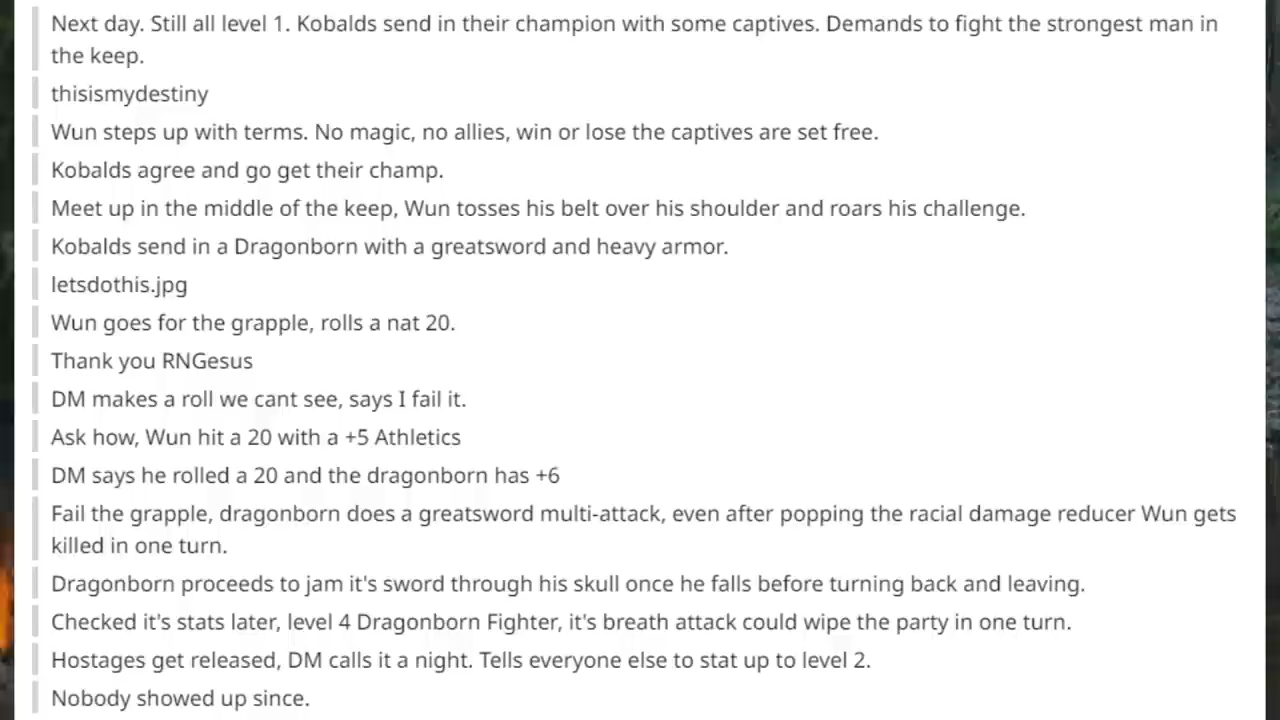 Next day. Still all level 1. Kobalds send in their champion with some captives. Demands to fight the strongest man in
the keep.
thisismydestiny
Wun steps up with terms. No magic, no allies, win or lose the captives are set free.
Kobalds agree and go get their champ.
Meet up in the middle of the keep, Wun tosses his belt over his shoulder and roars his challenge.
Kobalds send in a Dragonborn with a greatsword and heavy armor.
letsdothis.jpg
Wun goes for the grapple, rolls a nat 20.
Thank you RNGesus
DM makes a roll we cant see, says I fail it.
Ask how, Wun hit a 20 with a +5 Athletics
DM says he rolled a 20 and the dragonborn has +6
Fail the grapple, dragonborn does a greatsword multi-attack, even after popping the racial damage reducer Wun gets
killed in one turn.
Dragonborn proceeds to jam it's sword through his skull once he falls before turning back and leaving.
Checked it's stats later, level 4 Dragonborn Fighter, it's breath attack could wipe the party in one turn.
Hostages get released, DM calls it a night. Tells everyone else to stat up to level 2.
Nobody showed up since.